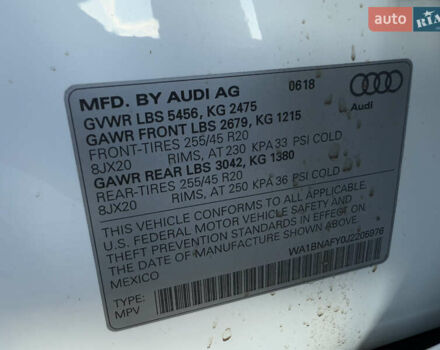 auto RIA
MFD. BY AUDI AG 0618
Audi
GVWR LBS 5456, KG 2475
GAWR FRONT LBS 2679, KG 1215
FRONT-TIRES 255/45 R20
8JX20 RIMS, AT 230 KPA 33 PSI COLD
GAWR REAR LBS 3042, KG 1380
REAR-TIRES 255/45 R20
8JX20 RIMS, AT 250 KPA 36 PSI COLD
THIS VEHICLE CONFORMS TO ALL APPLICABLE
U.S. FEDERAL MOTOR VEHICLE SAFETY AND
THEFT PREVENTION STANDARDS IN EFFECT ON
THE DATE OF MANUFACTURE SHOWN ABOVE.
MEXICO WA1BNAFY0J2206976
TYPE:
MPV